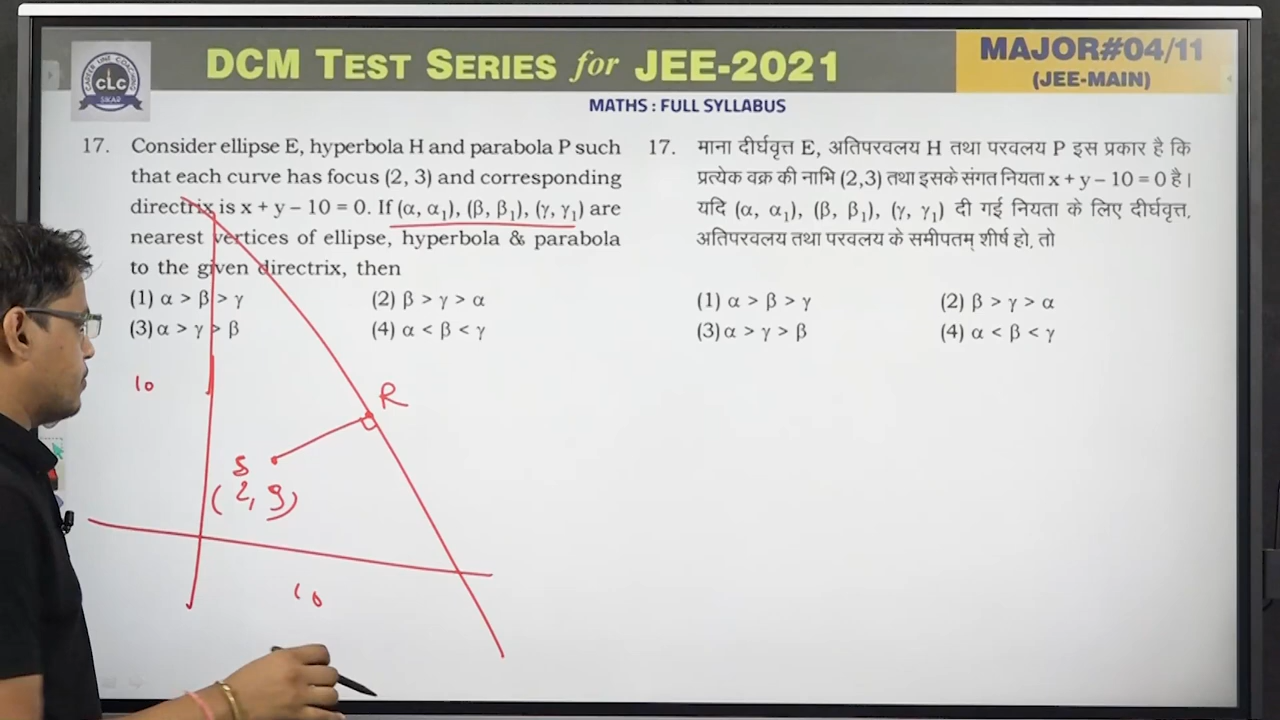 DCM TEST SERIES for JEE-2021
MAJOR#04/11
(JEE-MAIN)
CLC
SIKAR
MATHS : FULL SYLLABUS
17. Consider ellipse E, hyperbola H and parabola P such
that each curve has focus (2, 3) and corresponding
directrix is x + y – 10 = 0. If (α, α₁), (β, β₁), (γ, γ₁) are
nearest vertices of ellipse, hyperbola & parabola
to the given directrix, then
(1) α > β > γ (2) β > γ > α
(3) α > γ > β (4) α < β < γ
17. माना दीर्घवृत्त E, अतिपरवलय H तथा परवलय P इस प्रकार है कि
प्रत्येक वक्र की नाभि (2,3) तथा इसके संगत नियता x + y – 10 = 0 है।
यदि (α, α₁), (β, β₁), (γ, γ₁) दी गई नियता के लिए दीर्घवृत्त,
अतिपरवलय तथा परवलय के समीपतम् शीर्ष हो, तो
(1) α > β > γ (2) β > γ > α
(3) α > γ > β (4) α < β < γ
10
R
S
(2, 3)
10